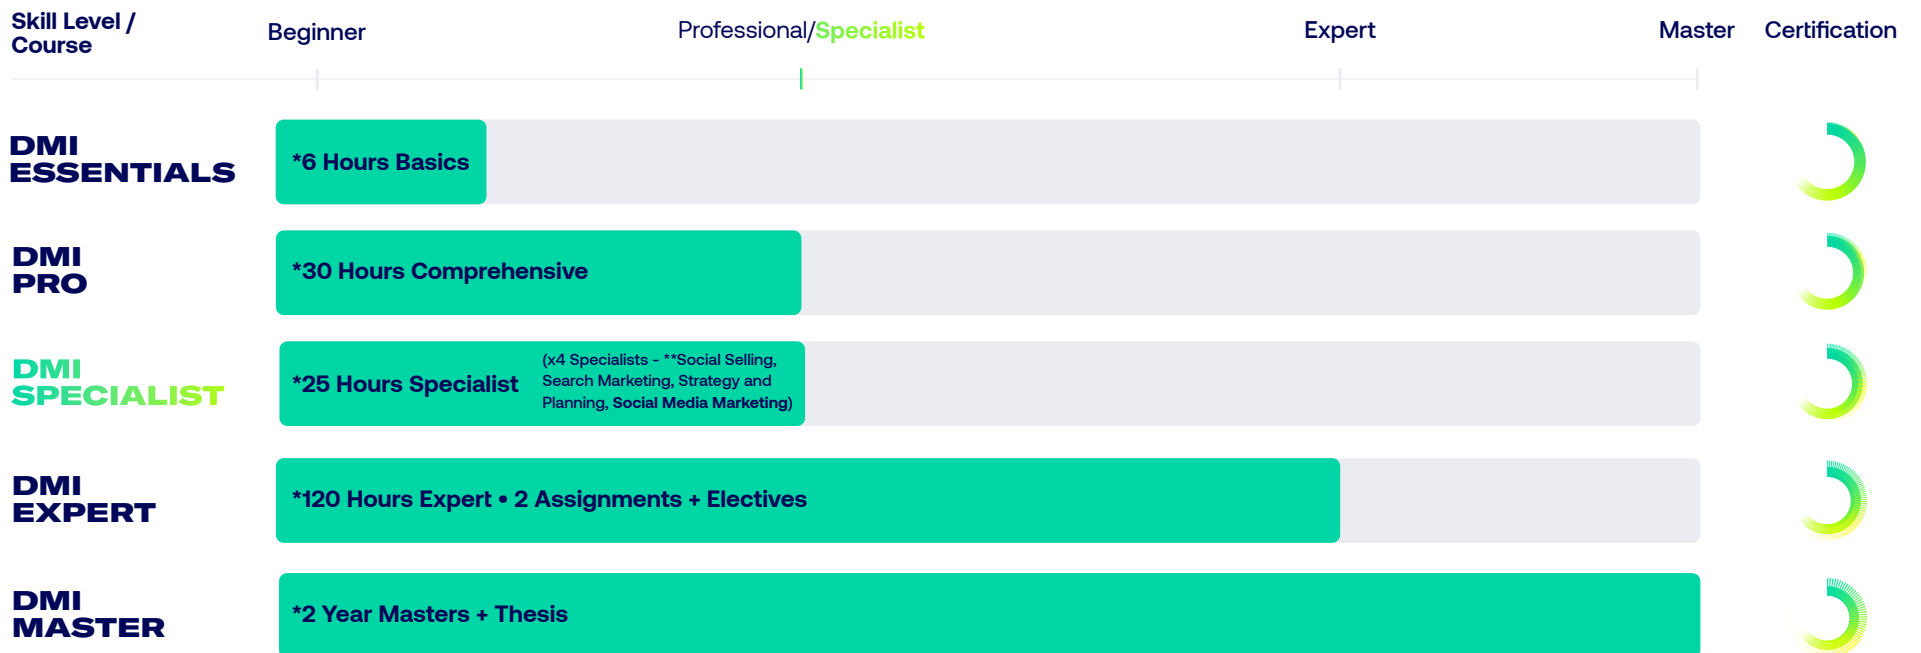 Skill Level /
Course
Beginner
Professional/Specialist
Expert
Master
Certification
DMI
ESSENTIALS
*6 Hours Basics
DMI
PRO
*30 Hours Comprehensive
DMI
SPECIALIST
*25 Hours Specialist
(x4 Specialists - **Social Selling,
Search Marketing, Strategy and
Planning, Social Media Marketing)
DMI
EXPERT
*120 Hours Expert • 2 Assignments + Electives
DMI
MASTER
*2 Year Masters + Thesis